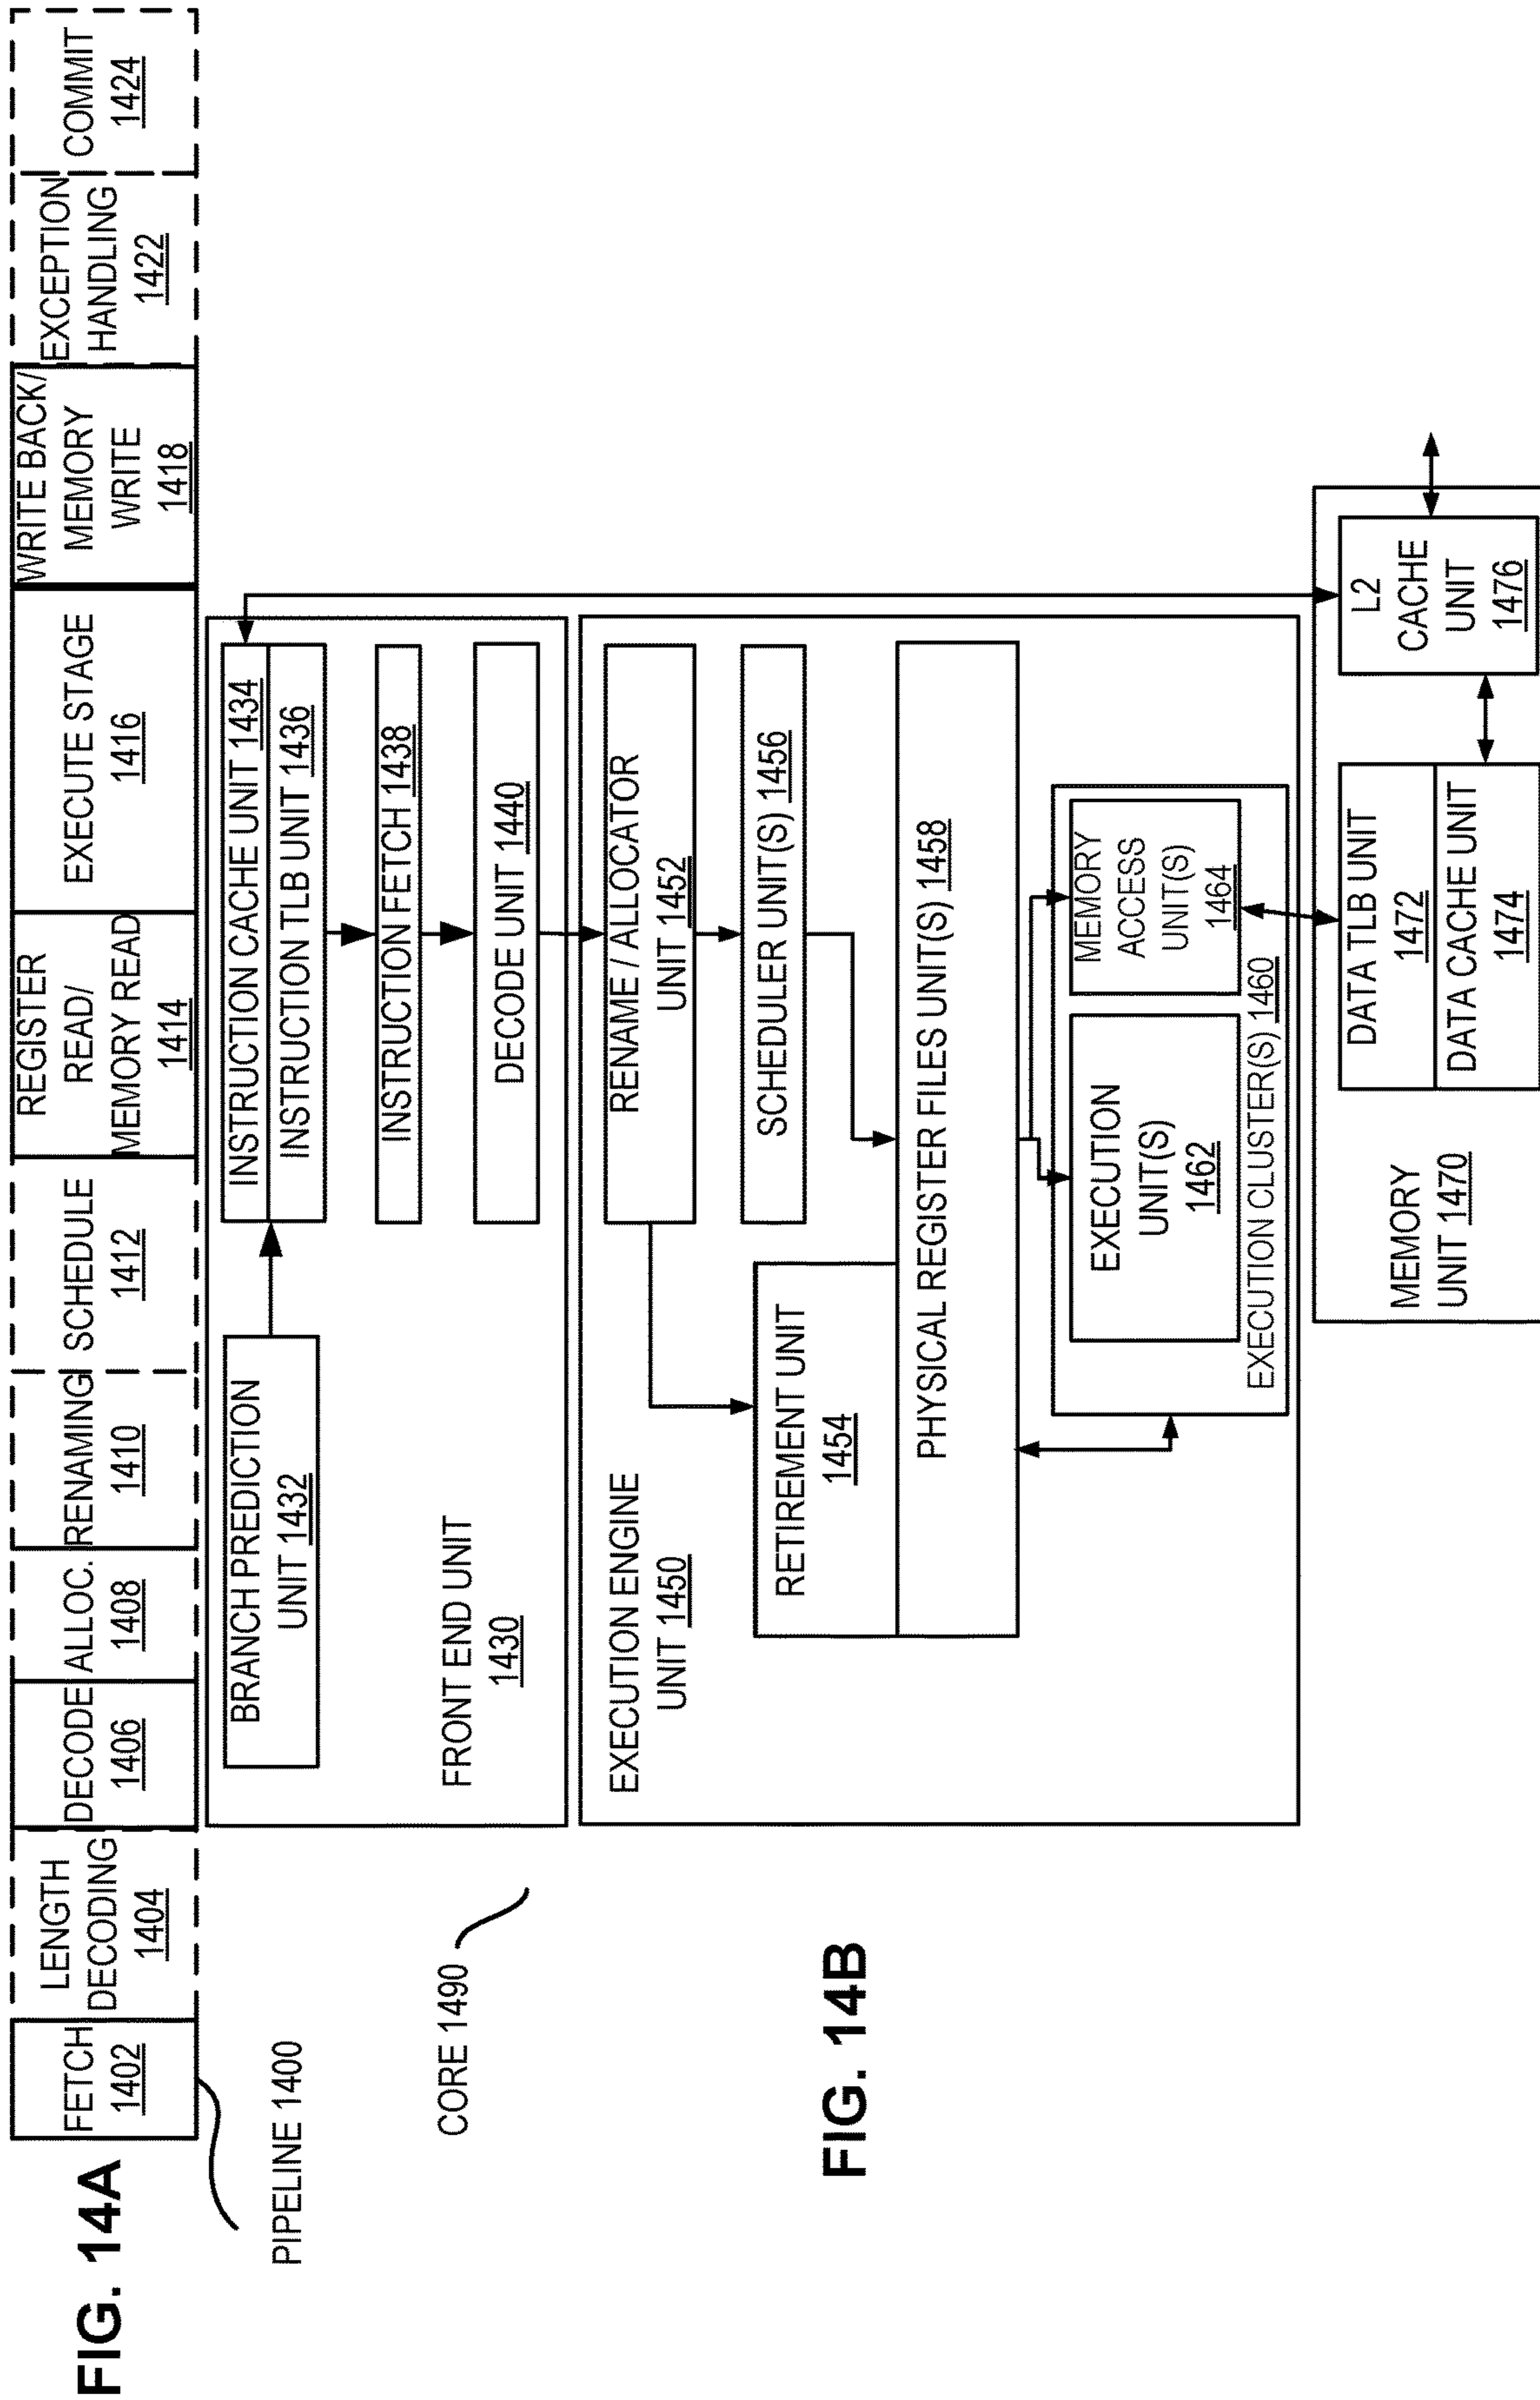 FIG. 14A
FETCH
1402
LENGTH
DECODING
1404
DECODE
1406
ALLOC.
1408
RENAMING
1410
SCHEDULE
1412
REGISTER
READ/
MEMORY READ
1414
EXECUTE STAGE
1416
WRITE BACK/
MEMORY
WRITE
1418
EXCEPTION
HANDLING
1422
COMMIT
1424
PIPELINE 1400
CORE 1490
FIG. 14B
BRANCH PREDICTION
UNIT 1432
INSTRUCTION CACHE UNIT 1434
INSTRUCTION TLB UNIT 1436
INSTRUCTION FETCH 1438
DECODE UNIT 1440
FRONT END UNIT
1430
EXECUTION ENGINE
UNIT 1450
RENAME / ALLOCATOR
UNIT 1452
SCHEDULER UNIT(S) 1456
RETIREMENT UNIT
1454
PHYSICAL REGISTER FILES UNIT(S) 1458
EXECUTION
UNIT(S)
1462
MEMORY
ACCESS
UNIT(S)
1464
EXECUTION CLUSTER(S) 1460
MEMORY
UNIT 1470
DATA TLB UNIT
1472
DATA CACHE UNIT
1474
L2
CACHE
UNIT
1476